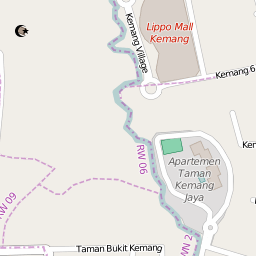 Lippo Mall
Kemang
Kemang Village
Kemang 6
RW 06
Apartemen
Taman
Kemang
Jaya
RW 09
Taman Bukit Kemang